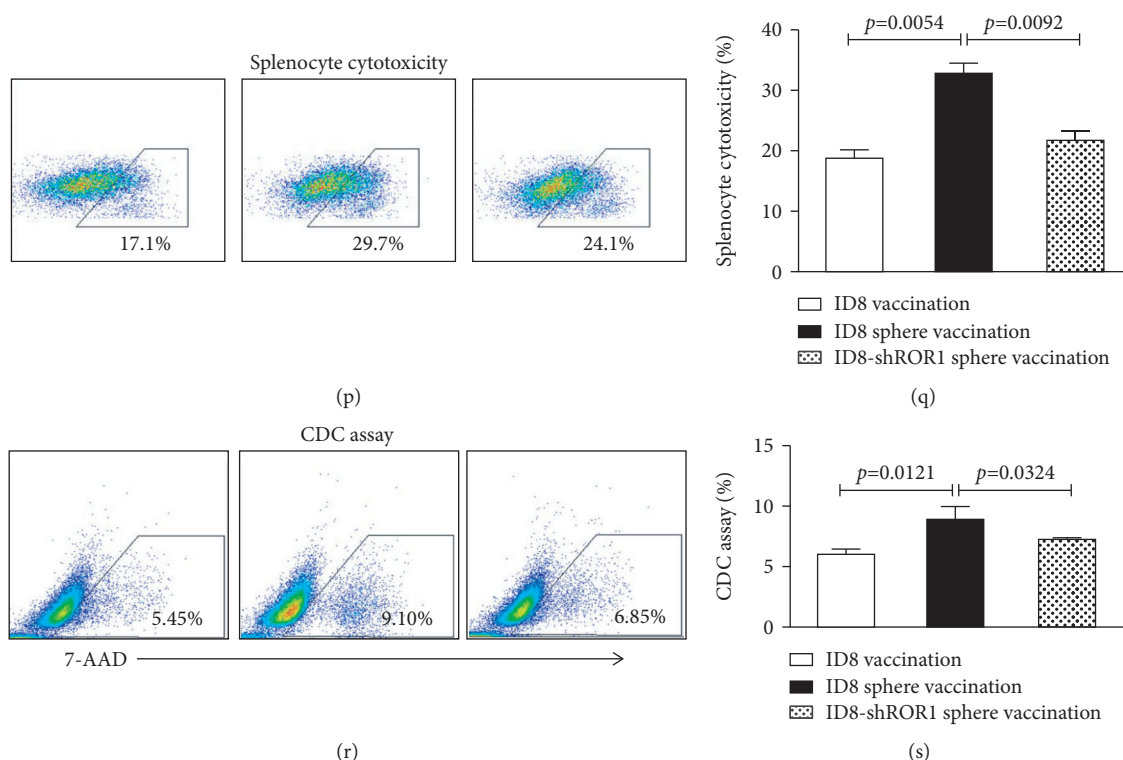 Splenocyte cytotoxicity
17.1%
29.7%
24.1%
(p)
Splenocyte cytotoxicity (%)
40
30
20
10
0
p=0.0054
p=0.0092
ID8 vaccination
ID8 sphere vaccination
ID8-shROR1 sphere vaccination
(q)
CDC assay
5.45%
9.10%
6.85%
7-AAD
(r)
CDC assay (%)
15
10
5
0
p=0.0121
p=0.0324
ID8 vaccination
ID8 sphere vaccination
ID8-shROR1 sphere vaccination
(s)